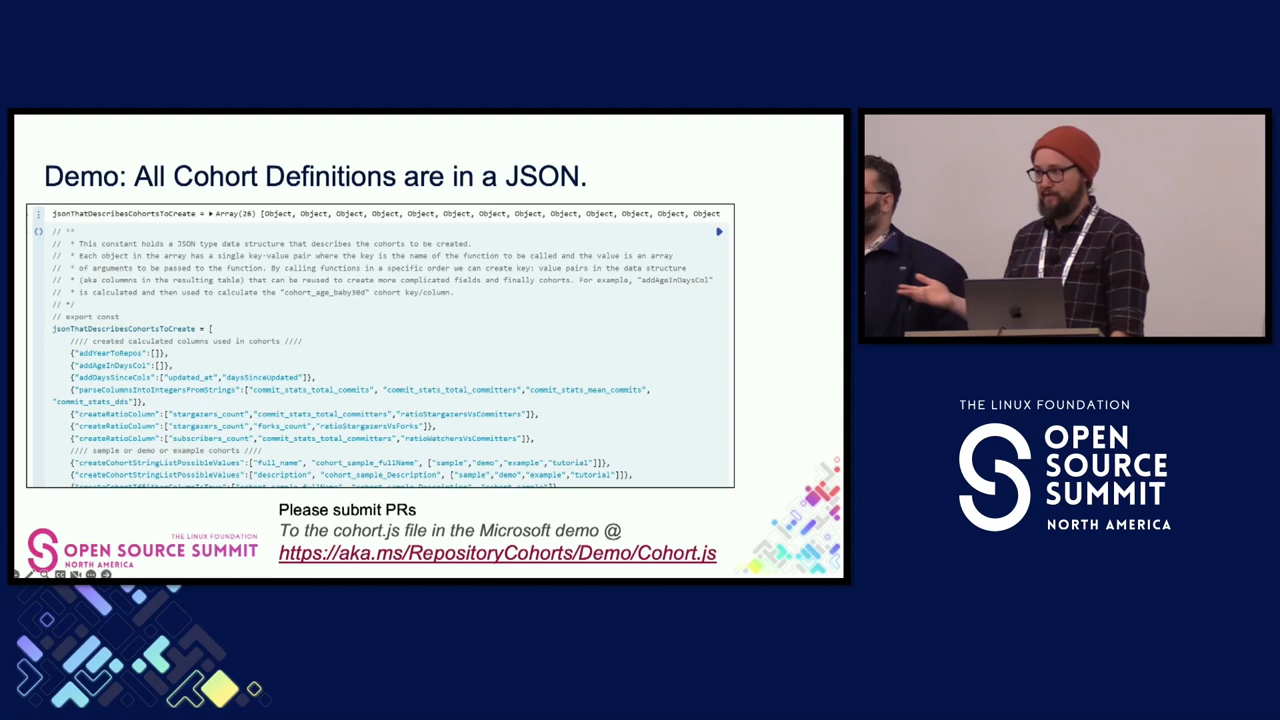 Demo: All Cohort Definitions are in a JSON.
jsonThatDescribesCohortsToCreate = ▸ Array(26) [Object, Object, Object, Object, Object, Object, Object, Object, Object, Object, Object, Object, Object
// **
//  * This constant holds a JSON type data structure that describes the cohorts to be created.
//  * Each object in the array has a single key-value pair where the key is the name of the function to be called and the value is an array
//  * of arguments to be passed to the function. By calling functions in a specific order we can create key: value pairs in the data structure
//  * (aka columns in the resulting table) that can be reused to create more complicated fields and finally cohorts. For example, "addAgeInDaysCol"
//  * is calculated and then used to calculate the "cohort_age_baby30d" cohort key/column.
// */
// export const
jsonThatDescribesCohortsToCreate = [
//// created calculated columns used in cohorts ////
{"addYearToRepos":[]},
{"addAgeInDaysCol":[]},
{"addDaysSinceCols":["updated_at","daysSinceUpdated"]},
{"parseColumnsIntoIntegersFromStrings":["commit_stats_total_commits", "commit_stats_total_committers","commit_stats_mean_commits",
"commit_stats_dds"]},
{"createRatioColumn":["stargazers_count","commit_stats_total_committers","ratioStargazersVsCommitters"]},
{"createRatioColumn":["stargazers_count","forks_count","ratioStargazersVsForks"]},
{"createRatioColumn":["subscribers_count","commit_stats_total_committers","ratioWatchersVsCommitters"]},
//// sample or demo or example cohorts ////
{"createCohortStringListPossibleValues":["full_name", "cohort_sample_fullName", ["sample","demo","example","tutorial"]]},
{"createCohortStringListPossibleValues":["description", "cohort_sample_Description", ["sample","demo","example","tutorial"]]},
Please submit PRs
To the cohort.js file in the Microsoft demo @
https://aka.ms/RepositoryCohorts/Demo/Cohort.js
THE LINUX FOUNDATION
OPEN SOURCE SUMMIT
NORTH AMERICA
THE LINUX FOUNDATION
OPEN
SOURCE
SUMMIT
NORTH AMERICA